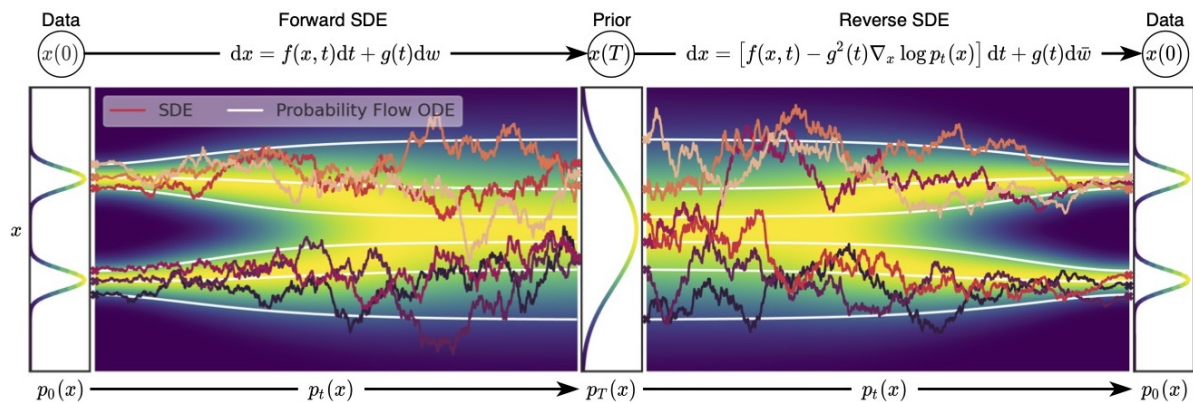 Data Forward SDE Prior Reverse SDE Data
x(0) dx = f(x, t)dt + g(t)dw x(T) dx = [f(x, t) − g²(t)∇ₓ log pₜ(x)] dt + g(t)dw̄ x(0)
SDE Probability Flow ODE
x
p₀(x) pₜ(x) p_T(x) pₜ(x) p₀(x)